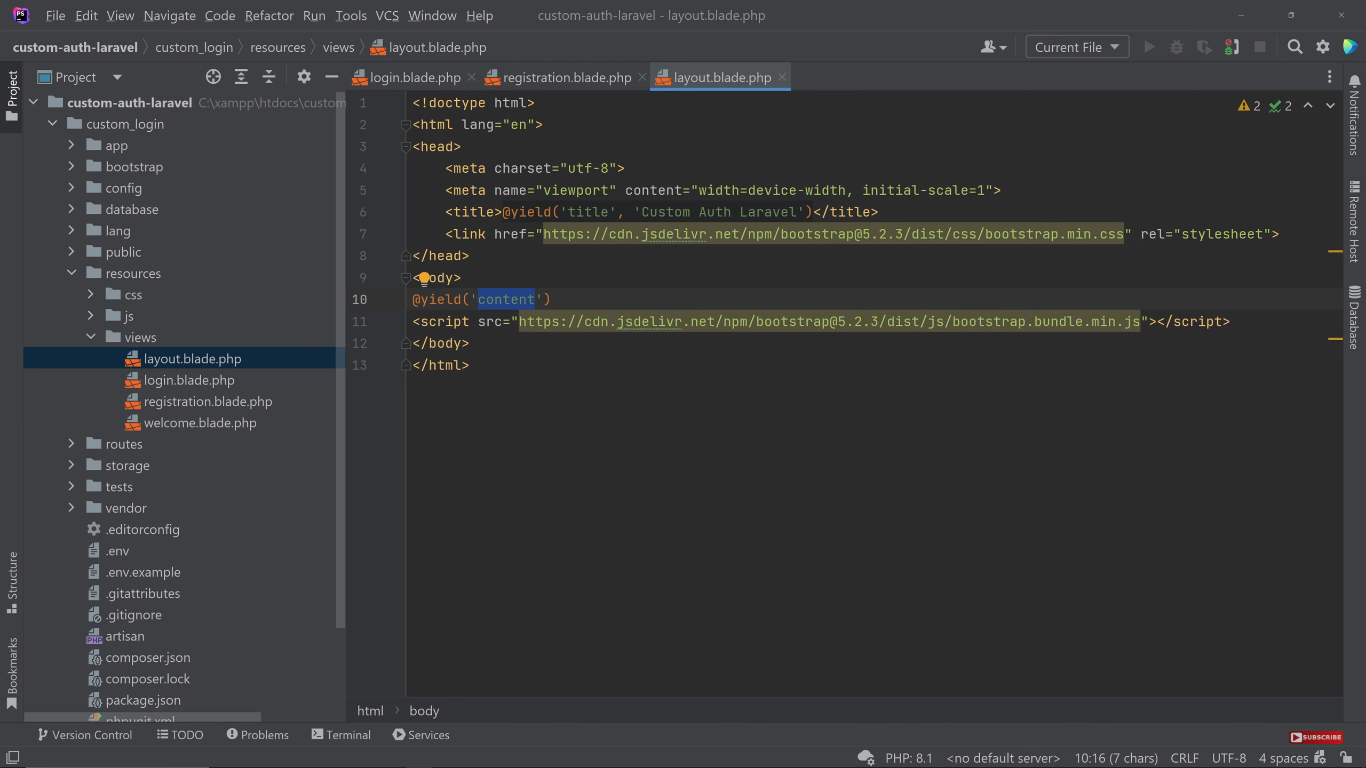 PS File Edit View Navigate Code Refactor Run Tools VCS Window Help custom-auth-laravel - layout.blade.php
custom-auth-laravel custom_login resources views layout.blade.php Current File
Project
Project
login.blade.php registration.blade.php layout.blade.php
custom-auth-laravel C:\xampp\htdocs\custom
custom_login
app
bootstrap
config
database
lang
public
resources
css
js
views
layout.blade.php
login.blade.php
registration.blade.php
welcome.blade.php
routes
storage
tests
vendor
.editorconfig
.env
.env.example
.gitattributes
.gitignore
artisan
composer.json
composer.lock
package.json
phpunit.xml
Structure
Bookmarks
2 2
1 <!doctype html>
2 <html lang="en">
3 <head>
4 <meta charset="utf-8">
5 <meta name="viewport" content="width=device-width, initial-scale=1">
6 <title>@yield('title', 'Custom Auth Laravel')</title>
7 <link href="https://cdn.jsdelivr.net/npm/bootstrap@5.2.3/dist/css/bootstrap.min.css" rel="stylesheet">
8 </head>
9 <body>
10 @yield('content')
11 <script src="https://cdn.jsdelivr.net/npm/bootstrap@5.2.3/dist/js/bootstrap.bundle.min.js"></script>
12 </body>
13 </html>
Notifications
Remote Host
Database
html body
Version Control TODO Problems Terminal Services
SUBSCRIBE
PHP: 8.1 <no default server> 10:16 (7 chars) CRLF UTF-8 4 spaces